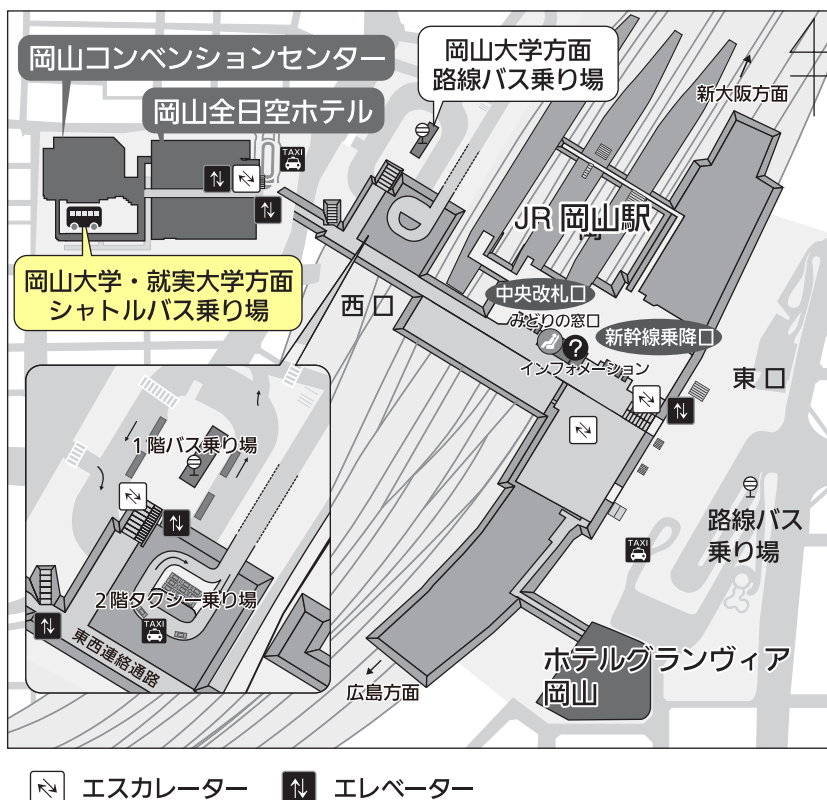 岡山コンベンションセンター
岡山全日空ホテル
岡山大学方面
路線バス乗り場
新大阪方面
TAXI
JR 岡山駅
岡山大学・就実大学方面
シャトルバス乗り場
西口
中央改札口
みどりの窓口
新幹線乗降口
?
インフォメーション
東口
1階バス乗り場
路線バス
乗り場
TAXI
2階タクシー乗り場
TAXI
東西連絡通路
広島方面
ホテルグランヴィア
岡山
エスカレーター
エレベーター